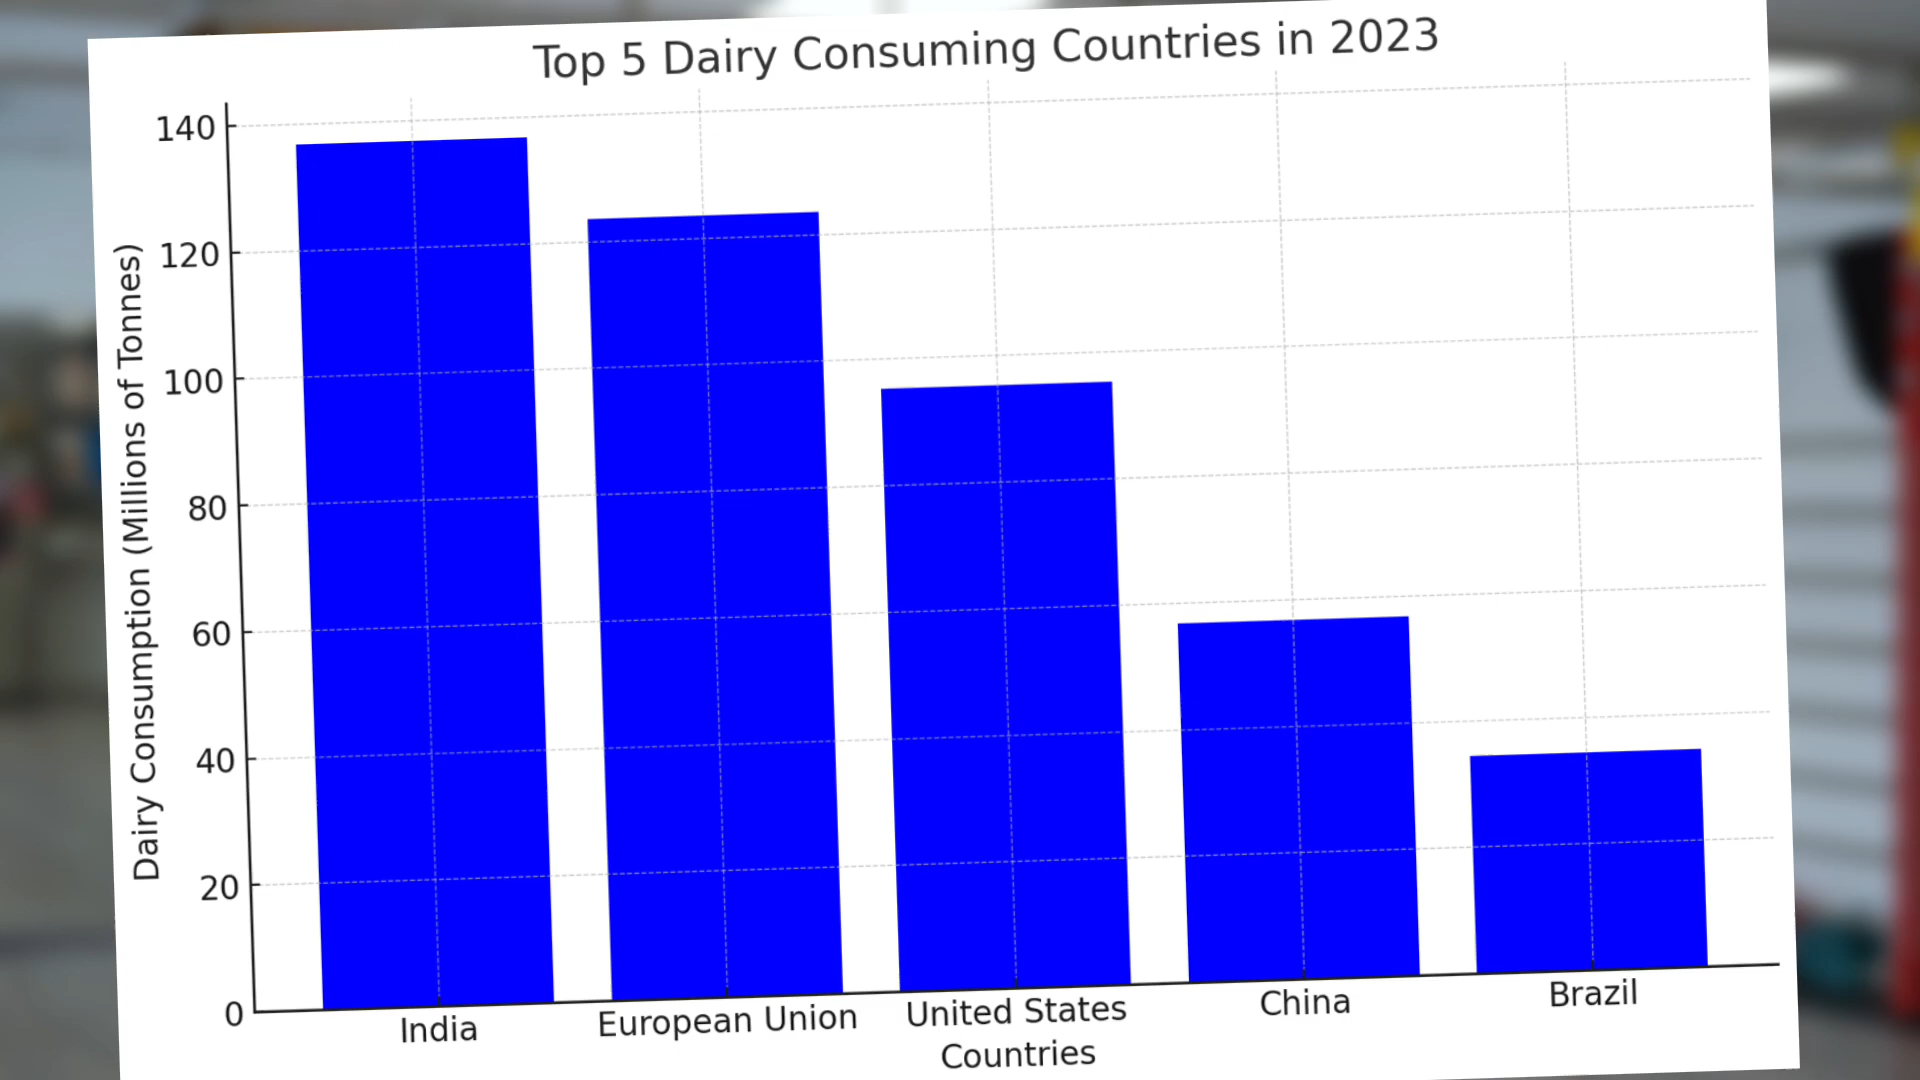 Top 5 Dairy Consuming Countries in 2023
Dairy Consumption (Millions of Tonnes)
140
120
100
80
60
40
20
0
India
European Union
United States
China
Brazil
Countries